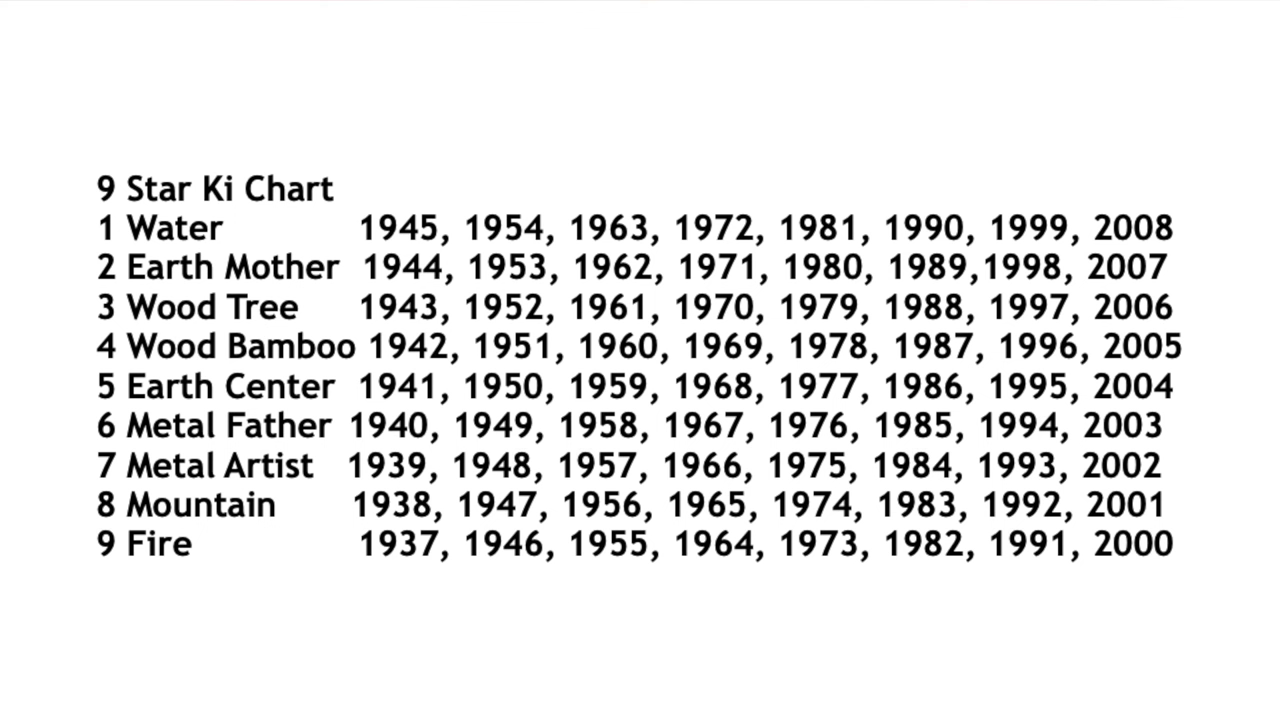 9 Star Ki Chart
1 Water 1945, 1954, 1963, 1972, 1981, 1990, 1999, 2008
2 Earth Mother 1944, 1953, 1962, 1971, 1980, 1989,1998, 2007
3 Wood Tree 1943, 1952, 1961, 1970, 1979, 1988, 1997, 2006
4 Wood Bamboo 1942, 1951, 1960, 1969, 1978, 1987, 1996, 2005
5 Earth Center 1941, 1950, 1959, 1968, 1977, 1986, 1995, 2004
6 Metal Father 1940, 1949, 1958, 1967, 1976, 1985, 1994, 2003
7 Metal Artist 1939, 1948, 1957, 1966, 1975, 1984, 1993, 2002
8 Mountain 1938, 1947, 1956, 1965, 1974, 1983, 1992, 2001
9 Fire 1937, 1946, 1955, 1964, 1973, 1982, 1991, 2000